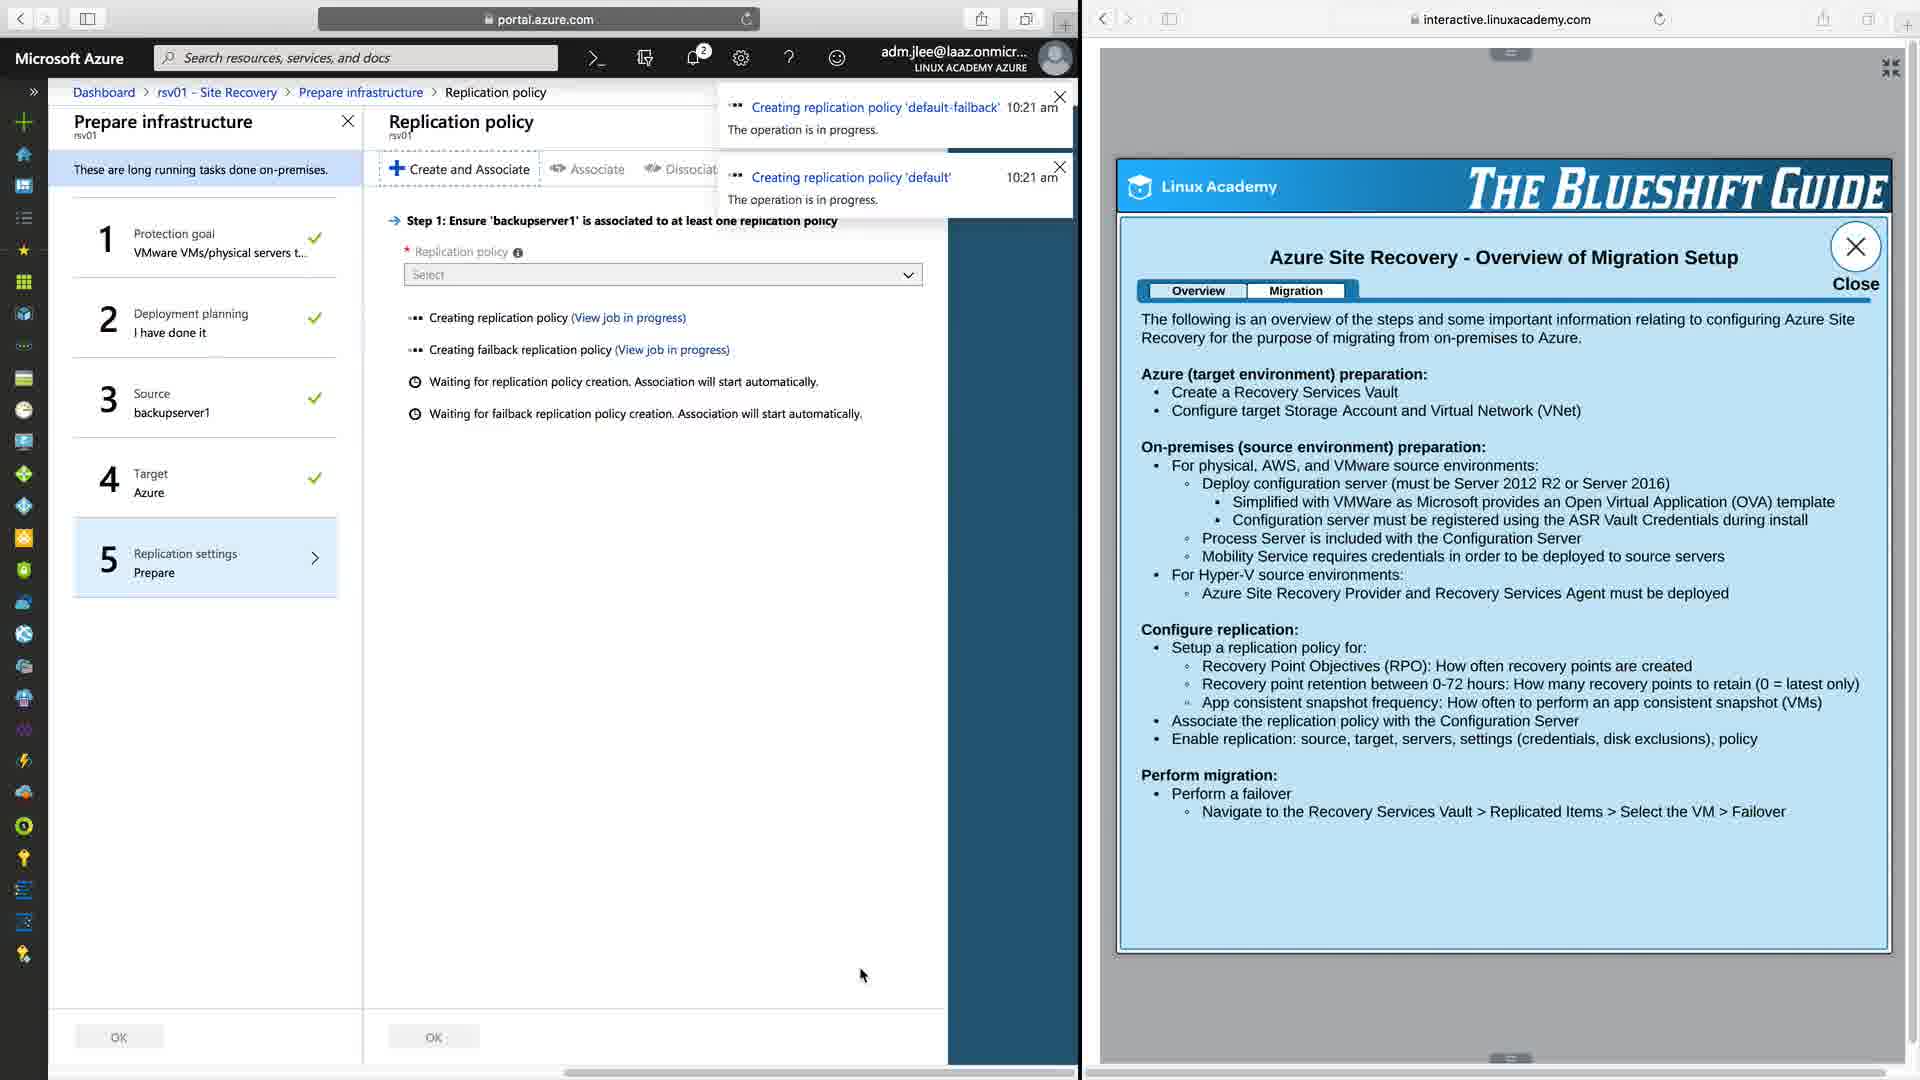 portal.azure.com
Microsoft Azure
Search resources, services, and docs
2
adm.jlee@laaz.onmicr...
LINUX ACADEMY AZURE
Dashboard > rsv01 - Site Recovery > Prepare infrastructure > Replication policy
Prepare infrastructure
rsv01
These are long running tasks done on-premises.
1
Protection goal
VMware VMs/physical servers t...
2
Deployment planning
I have done it
3
Source
backupserver1
4
Target
Azure
5
Replication settings
Prepare
OK
Replication policy
rsv01
Create and Associate
Associate
Dissociat
Creating replication policy 'default-failback' 10:21 am
The operation is in progress.
Creating replication policy 'default' 10:21 am
The operation is in progress.
Step 1: Ensure 'backupserver1' is associated to at least one replication policy
* Replication policy
Select
Creating replication policy (View job in progress)
Creating failback replication policy (View job in progress)
Waiting for replication policy creation. Association will start automatically.
Waiting for failback replication policy creation. Association will start automatically.
OK
interactive.linuxacademy.com
Linux Academy
THE BLUESHIFT GUIDE
Azure Site Recovery - Overview of Migration Setup
Close
Overview
Migration
The following is an overview of the steps and some important information relating to configuring Azure Site
Recovery for the purpose of migrating from on-premises to Azure.
Azure (target environment) preparation:
• Create a Recovery Services Vault
• Configure target Storage Account and Virtual Network (VNet)
On-premises (source environment) preparation:
• For physical, AWS, and VMware source environments:
◦ Deploy configuration server (must be Server 2012 R2 or Server 2016)
▪ Simplified with VMWare as Microsoft provides an Open Virtual Application (OVA) template
▪ Configuration server must be registered using the ASR Vault Credentials during install
◦ Process Server is included with the Configuration Server
◦ Mobility Service requires credentials in order to be deployed to source servers
• For Hyper-V source environments:
◦ Azure Site Recovery Provider and Recovery Services Agent must be deployed
Configure replication:
• Setup a replication policy for:
◦ Recovery Point Objectives (RPO): How often recovery points are created
◦ Recovery point retention between 0-72 hours: How many recovery points to retain (0 = latest only)
◦ App consistent snapshot frequency: How often to perform an app consistent snapshot (VMs)
• Associate the replication policy with the Configuration Server
• Enable replication: source, target, servers, settings (credentials, disk exclusions), policy
Perform migration:
• Perform a failover
◦ Navigate to the Recovery Services Vault > Replicated Items > Select the VM > Failover